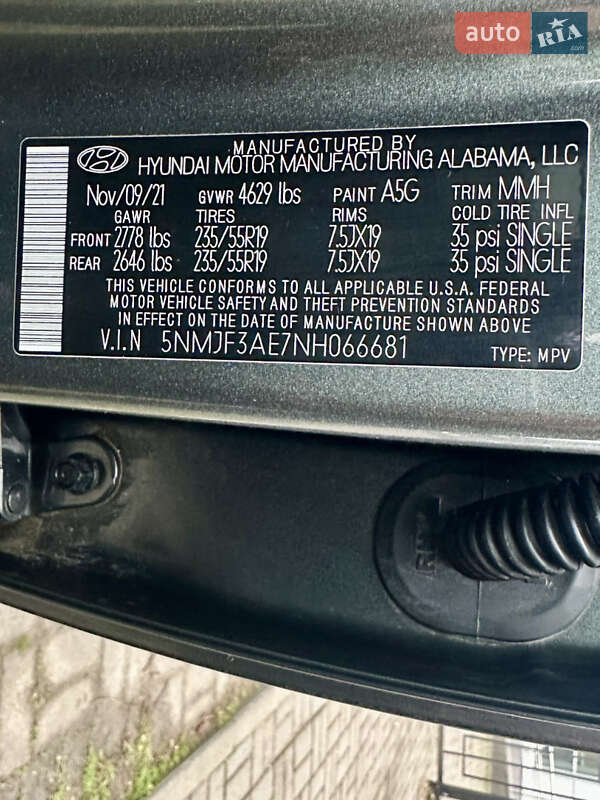 auto RIA.com
MANUFACTURED BY
HYUNDAI MOTOR MANUFACTURING ALABAMA, LLC
Nov/09/21 GVWR 4629 lbs PAINT A5G TRIM MMH
GAWR TIRES RIMS COLD TIRE INFL
FRONT 2778 lbs 235/55R19 7.5JX19 35 psi SINGLE
REAR 2646 lbs 235/55R19 7.5JX19 35 psi SINGLE
THIS VEHICLE CONFORMS TO ALL APPLICABLE U.S.A. FEDERAL
MOTOR VEHICLE SAFETY AND THEFT PREVENTION STANDARDS
IN EFFECT ON THE DATE OF MANUFACTURE SHOWN ABOVE
V.I.N 5NMJF3AE7NH066681 TYPE: MPV